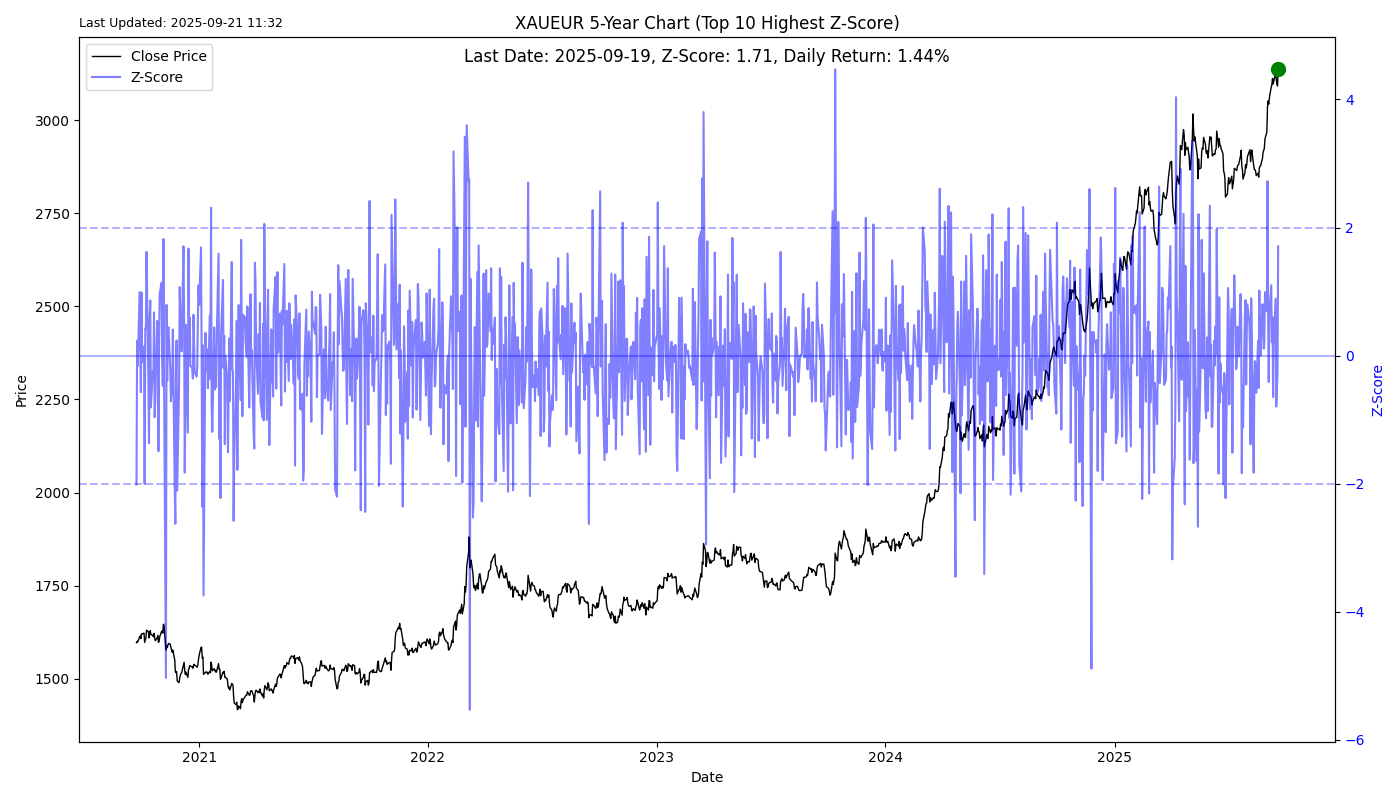 Last Updated: 2025-09-21 11:32
XAUEUR 5-Year Chart (Top 10 Highest Z-Score)
Last Date: 2025-09-19, Z-Score: 1.71, Daily Return: 1.44%
Close Price
Z-Score
Price
3000
2750
2500
2250
2000
1750
1500
4
2
0
−2
−4
−6
Z-Score
2021
2022
2023
2024
2025
Date